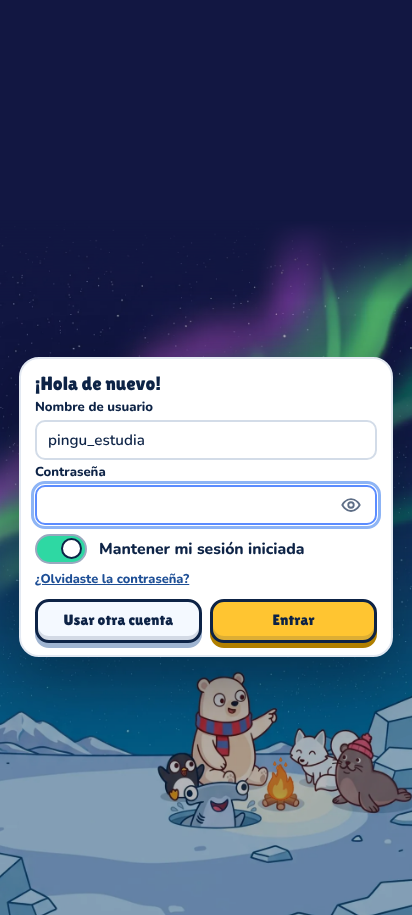 ¡Hola de nuevo!
Nombre de usuario
pingu_estudia
Contraseña
Mantener mi sesión iniciada
¿Olvidaste la contraseña?
Usar otra cuenta
Entrar